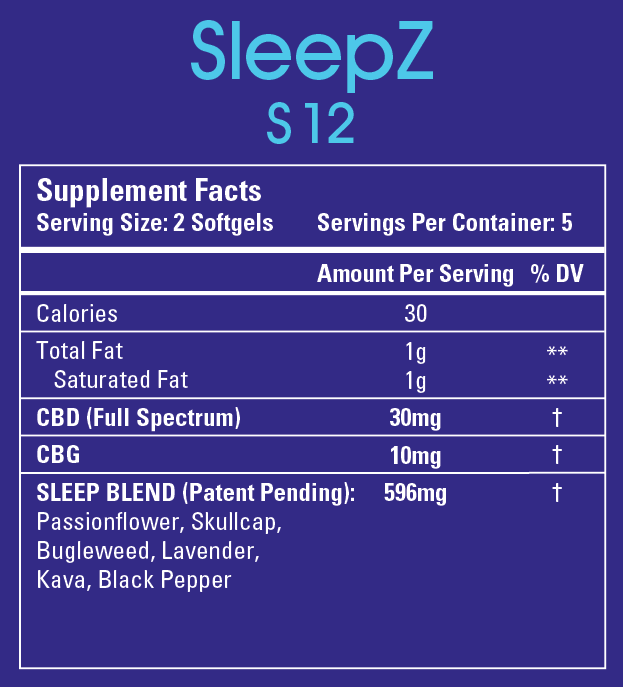 SleepZ
S 12
Supplement Facts
Serving Size: 2 Softgels Servings Per Container: 5
Amount Per Serving % DV
Calories 30
Total Fat 1g **
Saturated Fat 1g **
CBD (Full Spectrum) 30mg †
CBG 10mg †
SLEEP BLEND (Patent Pending): 596mg †
Passionflower, Skullcap,
Bugleweed, Lavender,
Kava, Black Pepper